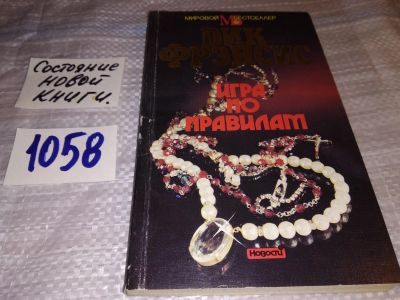 Состояние
новой
книги.
1058
МИРОВОЙ М БЕСТСЕЛЛЕР
ДИК
ФРЭНСИС
ИГРА
ПО
ПРАВИЛАМ
Новости